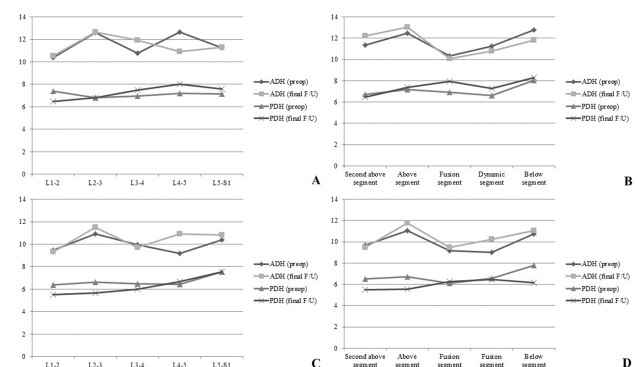 14
12
10
8
6
4
2
0
L1-2
L2-3
L3-4
L4-5
L5-S1
ADH (preop)
ADH (final F/U)
PDH (preop)
PDH (final F/U)
A
14
12
10
8
6
4
2
0
Second above segment
Above segment
Fusion segment
Dynamic segment
Below segment
ADH (preop)
ADH (final F/U)
PDH (preop)
PDH (final F/U)
B
14
12
10
8
6
4
2
0
L1-2
L2-3
L3-4
L4-5
L5-S1
ADH (preop)
ADH (final F/U)
PDH (preop)
PDH (final F/U)
C
14
12
10
8
6
4
2
0
Second above segment
Above segment
Fusion segment
Fusion segment
Below segment
ADH (preop)
ADH (final F/U)
PDH (preop)
PDH (final F/U)
D